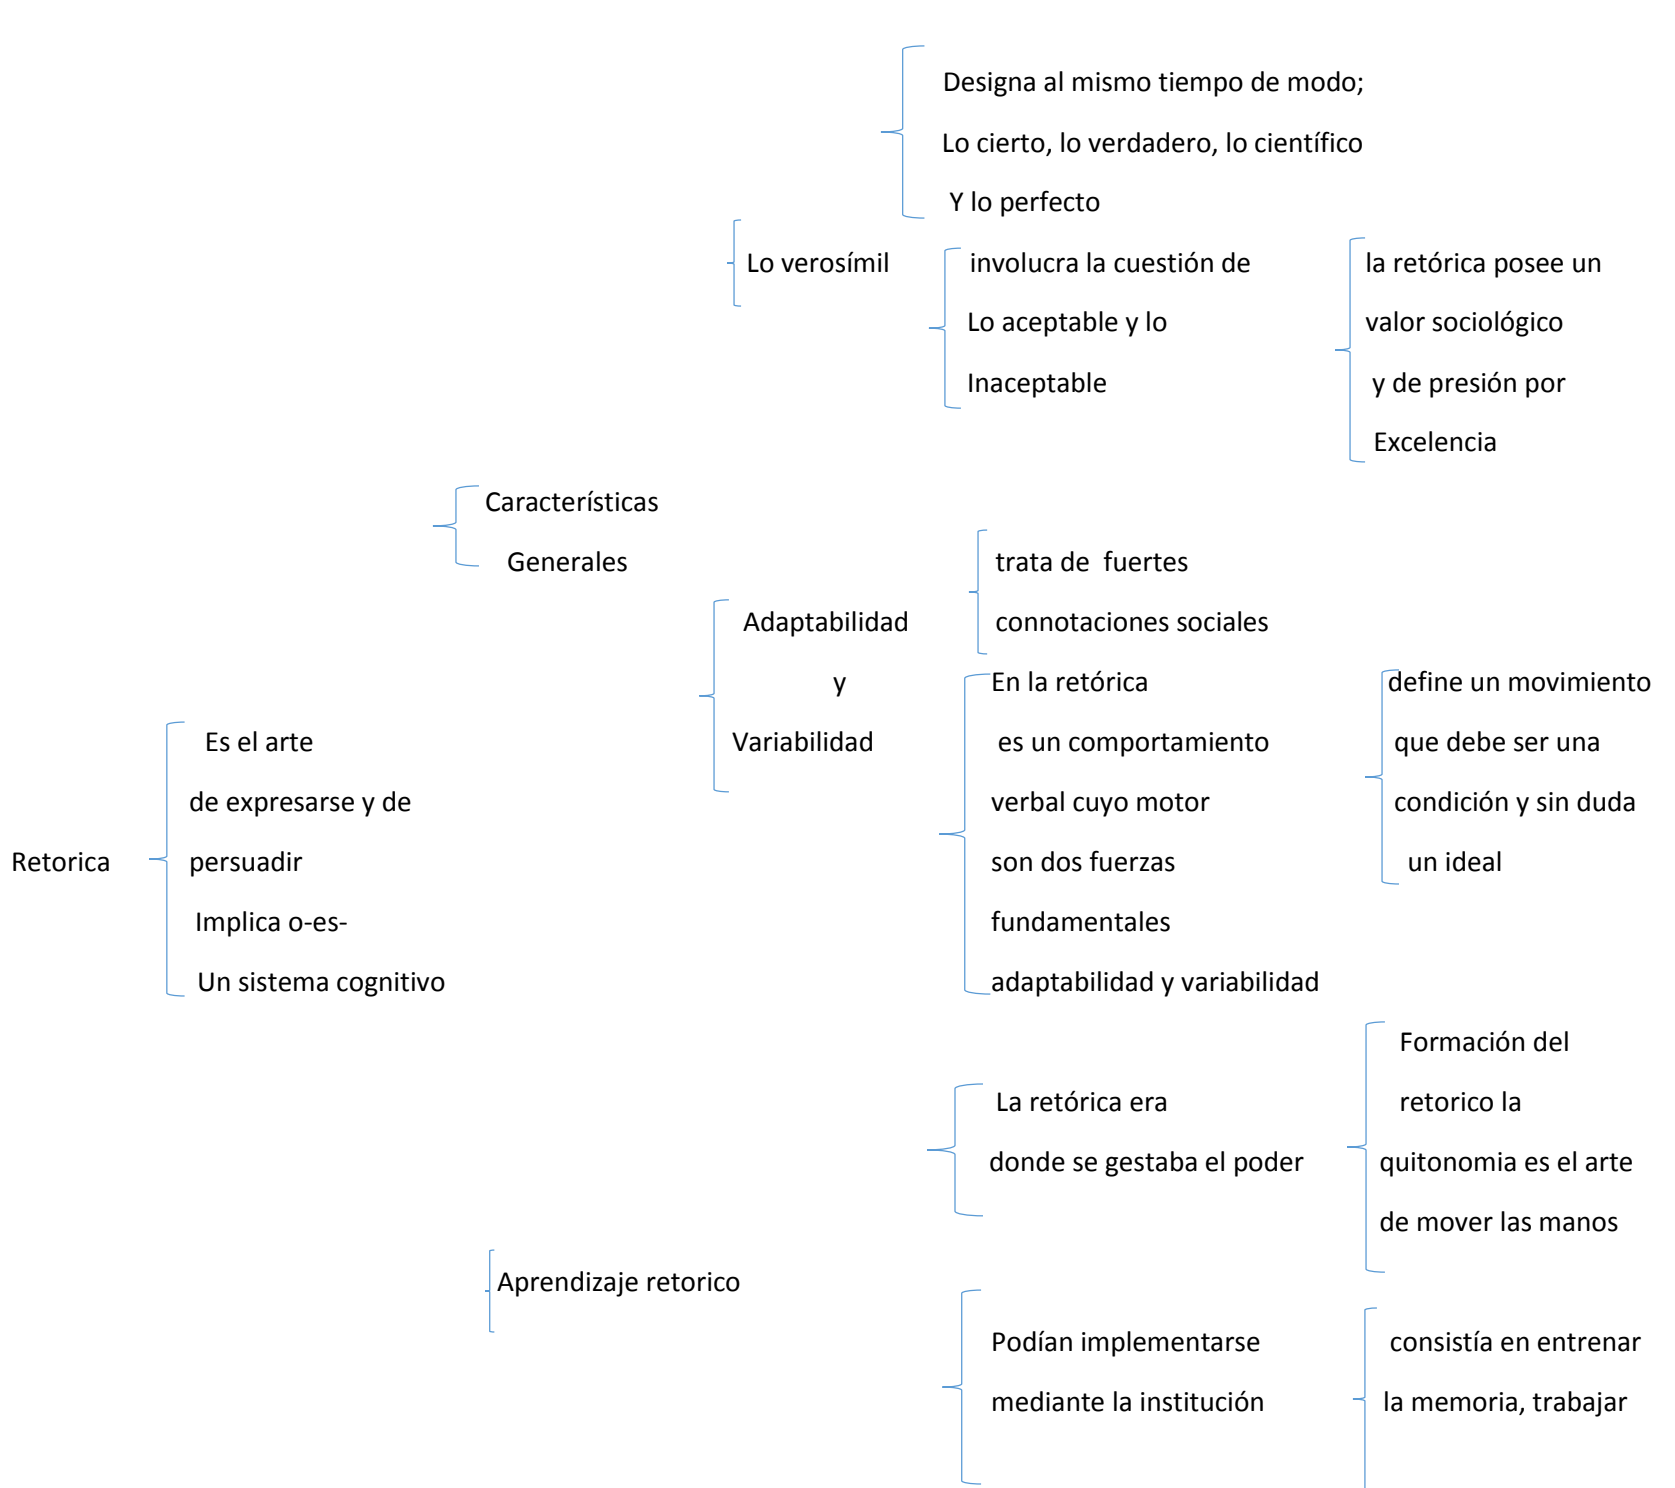 Designa al mismo tiempo de modo;
Lo cierto, lo verdadero, lo científico
Y lo perfecto
Lo verosímil
involucra la cuestión de
Lo aceptable y lo
Inaceptable
la retórica posee un
valor sociológico
y de presión por
Excelencia
Características
Generales
trata de  fuertes
connotaciones sociales
Adaptabilidad
y
Variabilidad
En la retórica
es un comportamiento
verbal cuyo motor
son dos fuerzas
fundamentales
adaptabilidad y variabilidad
define un movimiento
que debe ser una
condición y sin duda
un ideal
Retorica
Es el arte
de expresarse y de
persuadir
Implica o-es-
Un sistema cognitivo
La retórica era
donde se gestaba el poder
Formación del
retorico la
quitonomia es el arte
de mover las manos
Aprendizaje retorico
Podían implementarse
mediante la institución
consistía en entrenar
la memoria, trabajar